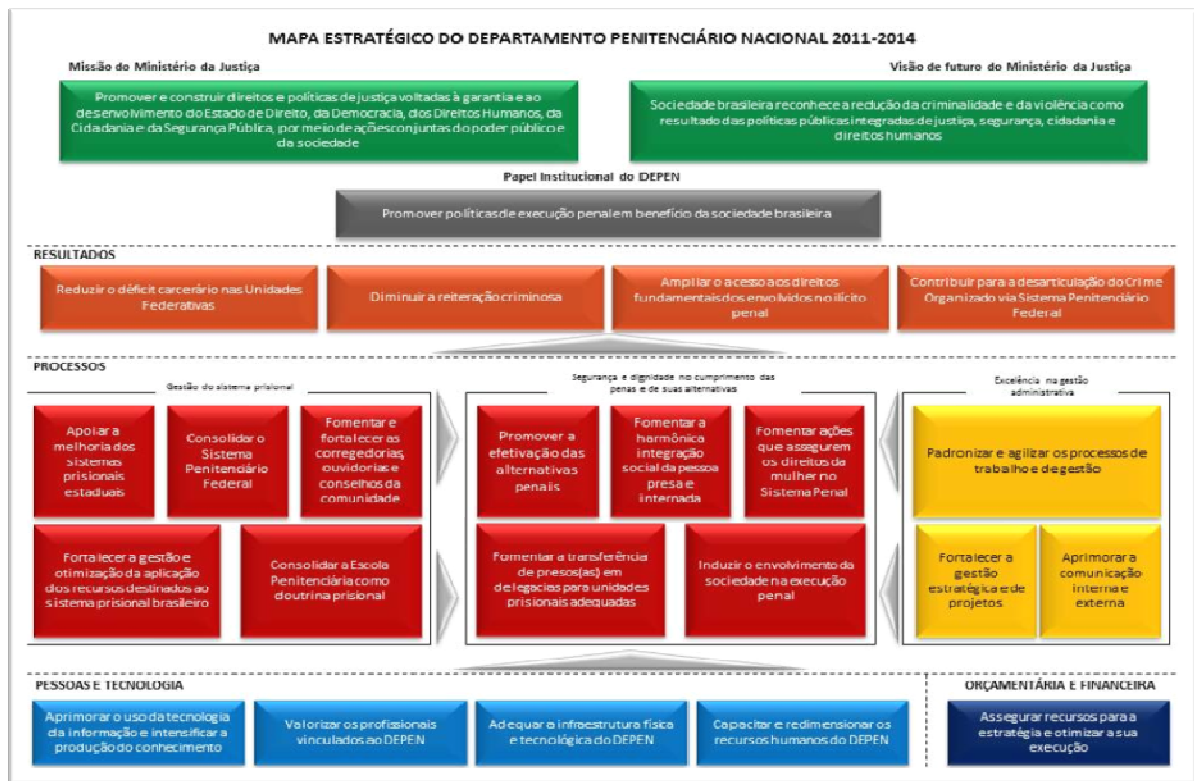 MAPA ESTRATÉGICO DO DEPARTAMENTO PENITENCIÁRIO NACIONAL 2011-2014
Missão do Ministério da Justiça
Visão de futuro do Ministério da Justiça
Promover e construir direitos e políticas de justiça voltadas à garantia e ao
desenvolvimento do Estado de Direito, da Democracia, dos Direitos Humanos, da
Cidadania e da Segurança Pública, por meio de ações conjuntas do poder público e
da sociedade
Sociedade brasileira reconhece a redução da criminalidade e da violência como
resultado das políticas públicas integradas de justiça, segurança, cidadania e
direitos humanos
Papel Institucional do DEPEN
Promover políticas de execução penal em benefício da sociedade brasileira
RESULTADOS
Reduzir o déficit carcerário nas Unidades
Federativas
Diminuir a reiteração criminosa
Ampliar o acesso aos direitos
fundamentais dos envolvidos no ilícito
penal
Contribuir para a desarticulação do Crime
Organizado via Sistema Penitenciário
Federal
PROCESSOS
Gestão do sistema prisional
Apoiar a
melhoria dos
sistemas
prisionais
estaduais
Consolidar o
Sistema
Penitenciário
Federal
Fomentar e
fortalecer as
corregedorias,
ouvidorias e
conselhos da
comunidade
Fortalecer a gestão e
otimização da aplicação
dos recursos destinados ao
sistema prisional brasileiro
Consolidar a Escola
Penitenciária como
doutrina prisional
Segurança e dignidade no cumprimento das
penas e de suas alternativas
Promover a
efetivação das
alternativas
penais
Fomentar a
harmônica
integração
social da pessoa
presa e
internada
Fomentar ações
que assegurem
os direitos da
mulher no
Sistema Penal
Fomentar a transferência
de presos(as) em
delegacias para unidades
prisionais adequadas
Induzir o envolvimento da
sociedade na execução
penal
Excelência na gestão
administrativa
Padronizar e agilizar os processos de
trabalho e de gestão
Fortalecer a
gestão
estratégica e de
projetos
Aprimorar a
comunicação
interna e
externa
PESSOAS E TECNOLOGIA
Aprimorar o uso da tecnologia
da informação e intensificar a
produção do conhecimento
Valorizar os profissionais
vinculados ao DEPEN
Adequar a infraestrutura física
e tecnológica do DEPEN
Capacitar e redimensionar os
recursos humanos do DEPEN
ORÇAMENTÁRIA E FINANCEIRA
Assegurar recursos para a
estratégia e otimizar a sua
execução